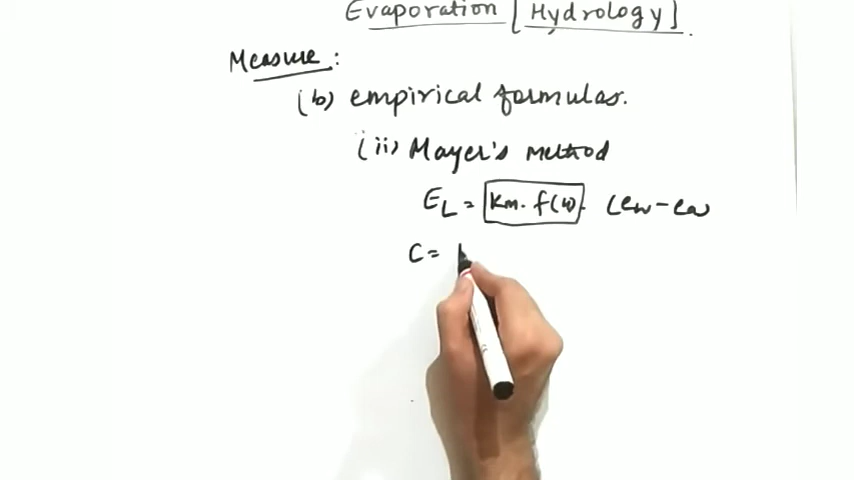 Evaporation [Hydrology].
Measure:
(b) empirical formulas.
(ii) Mayer's method
EL = Km. f(w). (ew - ea)
C =